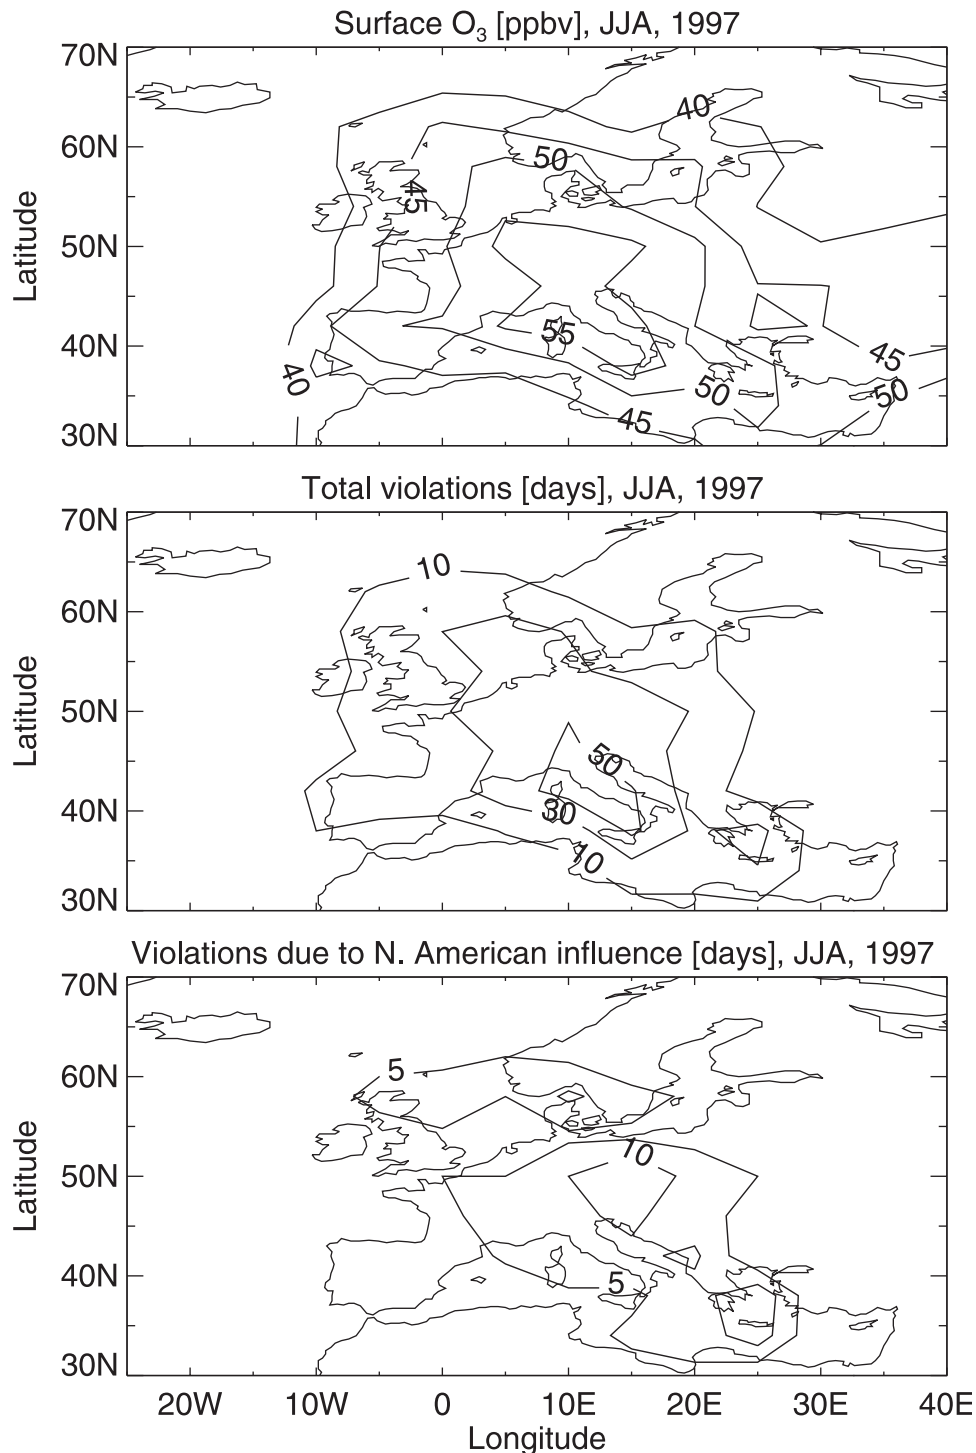 Surface O₃ [ppbv], JJA, 1997
70N
40
60N
50
45
Latitude
50N
55
40N
45
40
50
50
45
30N
Total violations [days], JJA, 1997
70N
10
60N
Latitude
50N
50
40N
30
10
30N
Violations due to N. American influence [days], JJA, 1997
70N
5
60N
10
Latitude
50N
40N
5
30N
20W 10W 0 10E 20E 30E 40E
Longitude